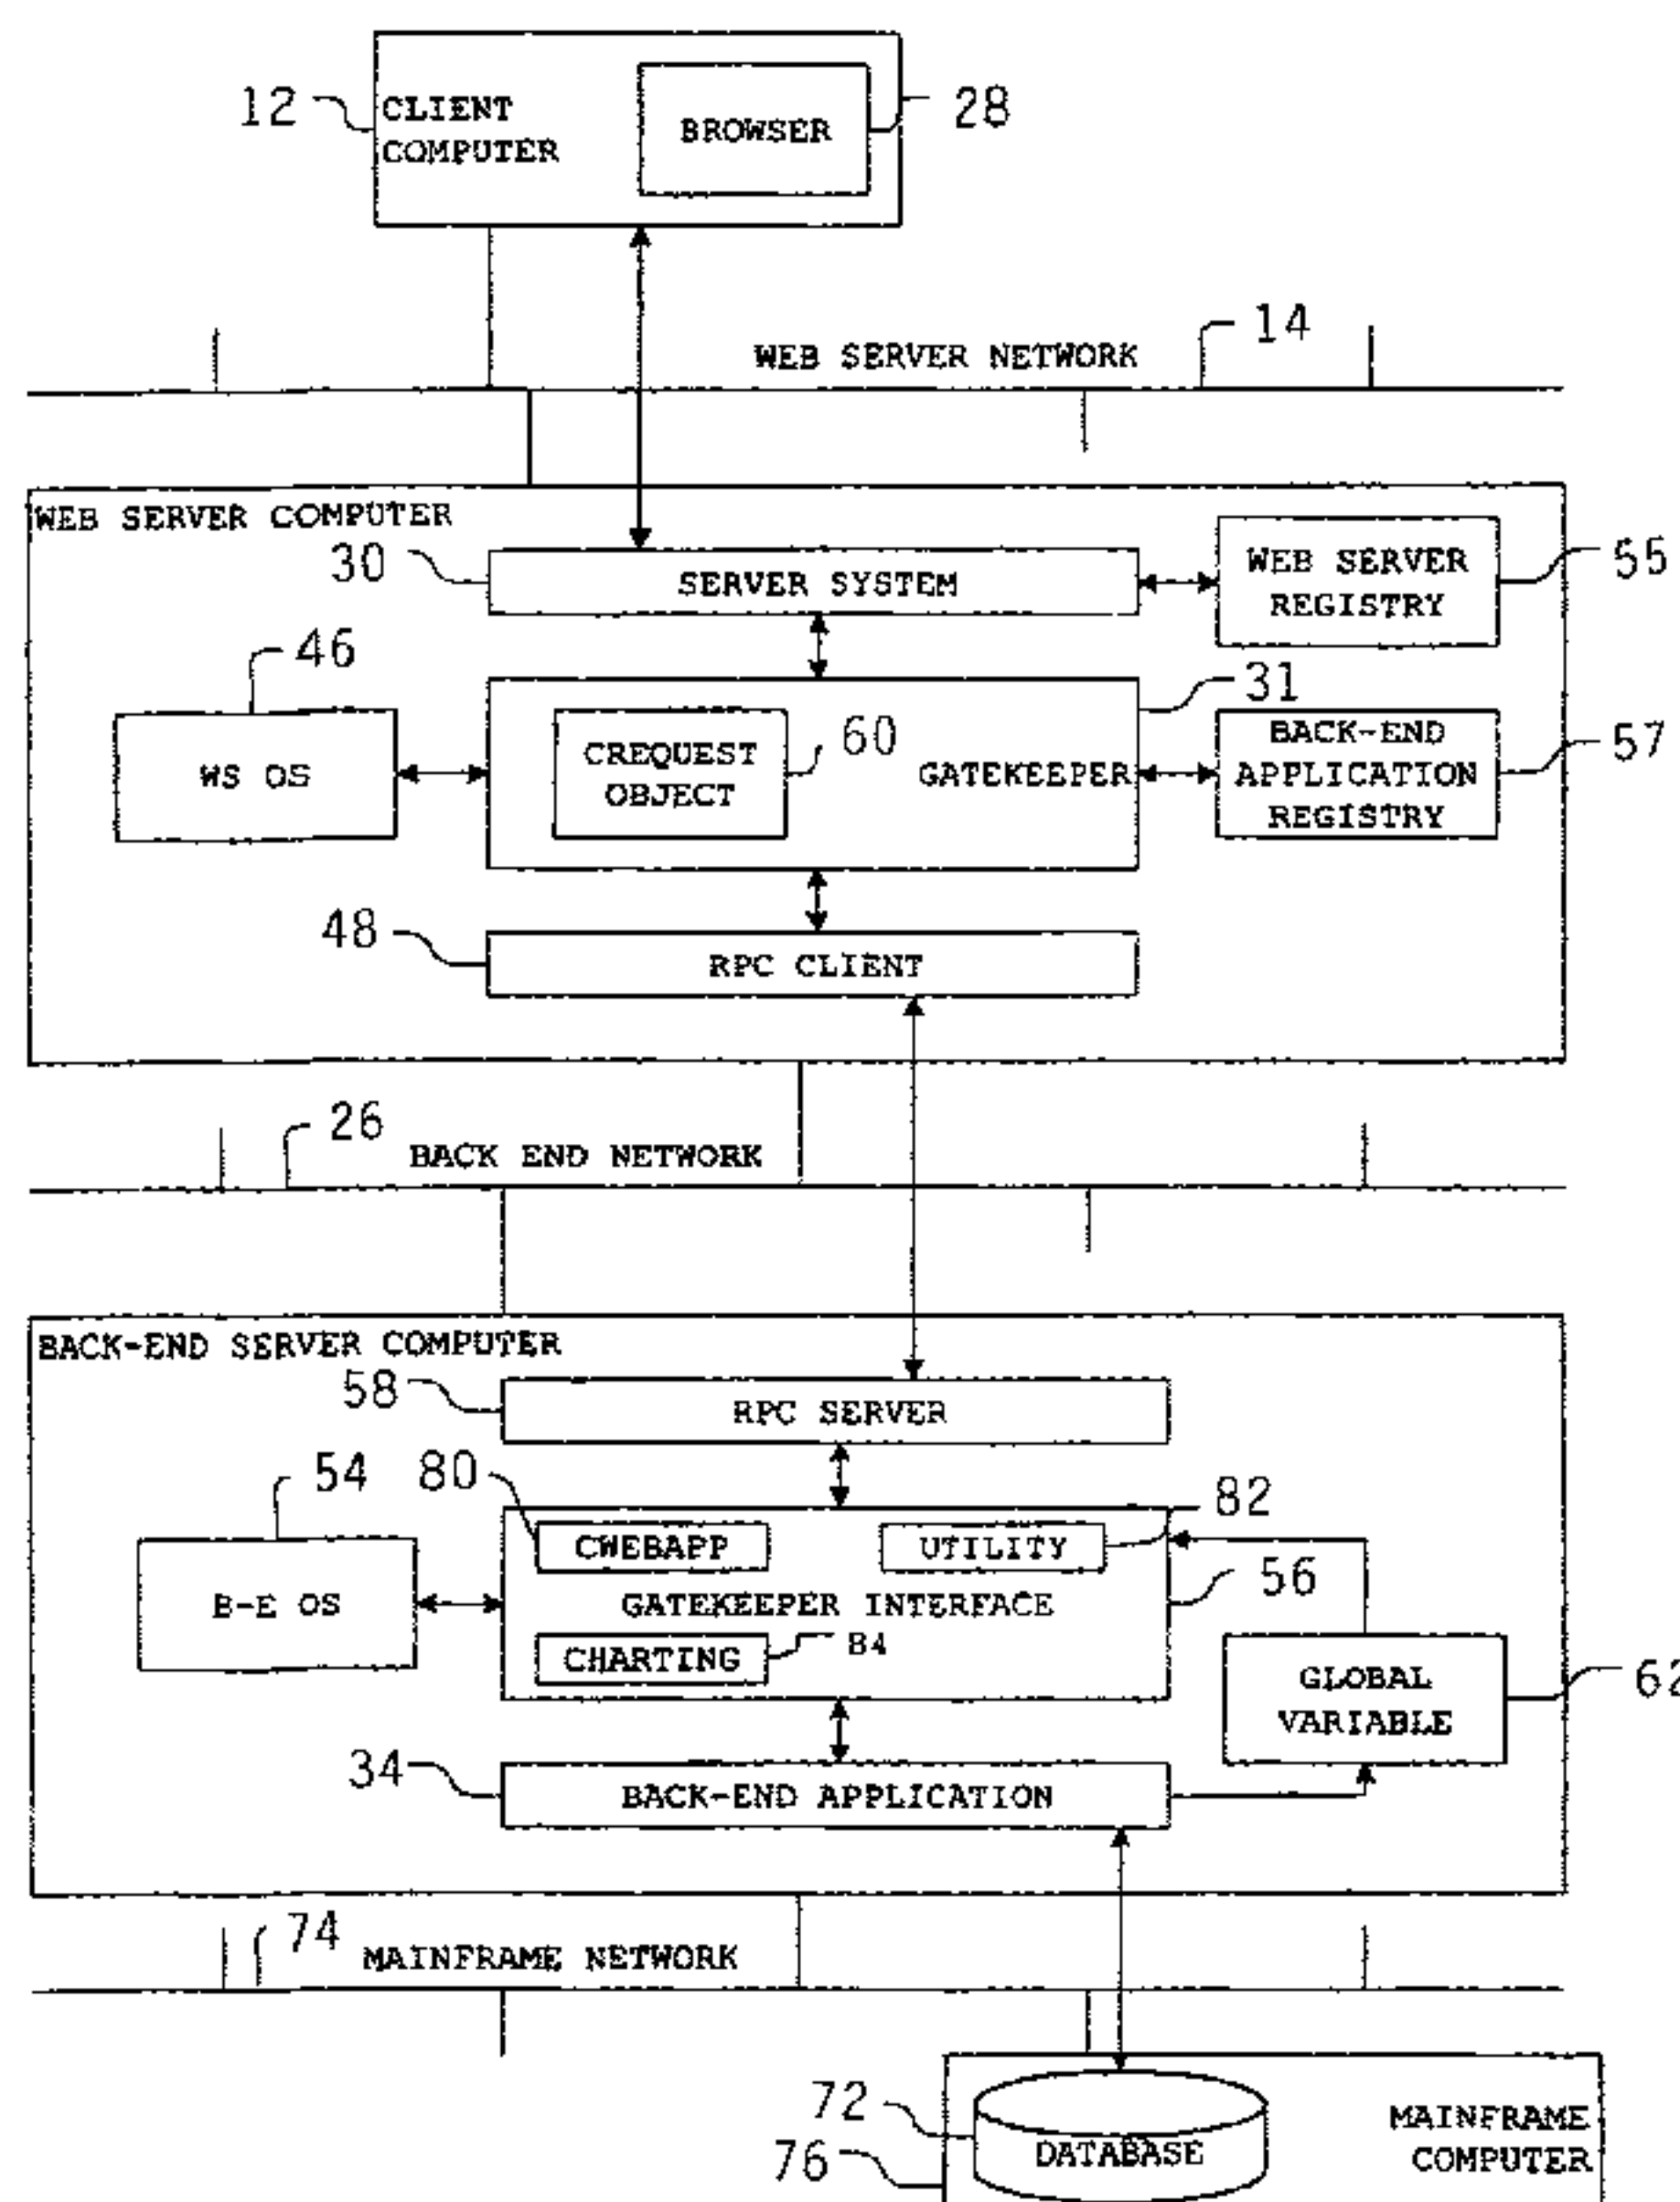 12
CLIENT
COMPUTER
BROWSER
28
WEB SERVER NETWORK
14
WEB SERVER COMPUTER
30
SERVER SYSTEM
WEB SERVER
REGISTRY
55
46
WS OS
CREQUEST
OBJECT
60
GATEKEEPER
31
BACK-END
APPLICATION
REGISTRY
57
48
RPC CLIENT
26
BACK END NETWORK
BACK-END SERVER COMPUTER
58
RPC SERVER
54
80
B-E OS
CWEBAPP
UTILITY
82
GATEKEEPER INTERFACE
56
CHARTING
84
GLOBAL
VARIABLE
62
34
BACK-END APPLICATION
74
MAINFRAME NETWORK
72
76
DATABASE
MAINFRAME
COMPUTER